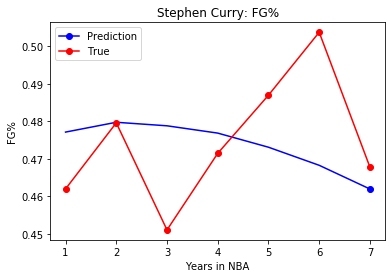 Stephen Curry: FG%
Prediction
True
FG%
0.50
0.49
0.48
0.47
0.46
0.45
1 2 3 4 5 6 7
Years in NBA